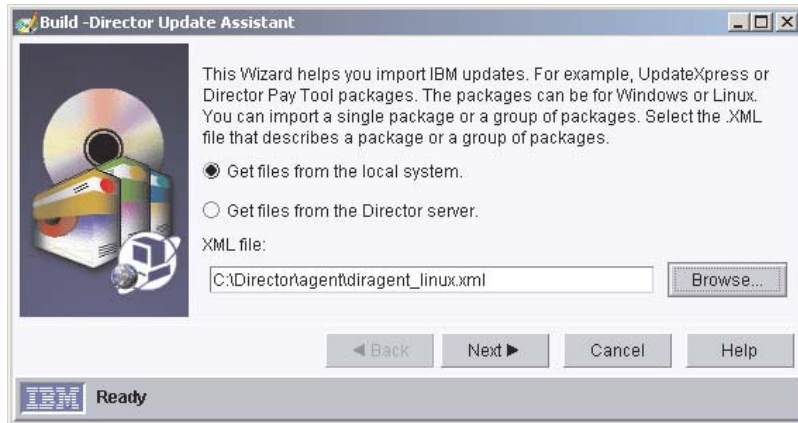 Build -Director Update Assistant
This Wizard helps you import IBM updates. For example, UpdateXpress or
Director Pay Tool packages. The packages can be for Windows or Linux.
You can import a single package or a group of packages. Select the .XML
file that describes a package or a group of packages.
Get files from the local system.
Get files from the Director server.
XML file:
C:\Director\agent\diragent_linux.xml
Browse...
Back
Next
Cancel
Help
IBM
Ready